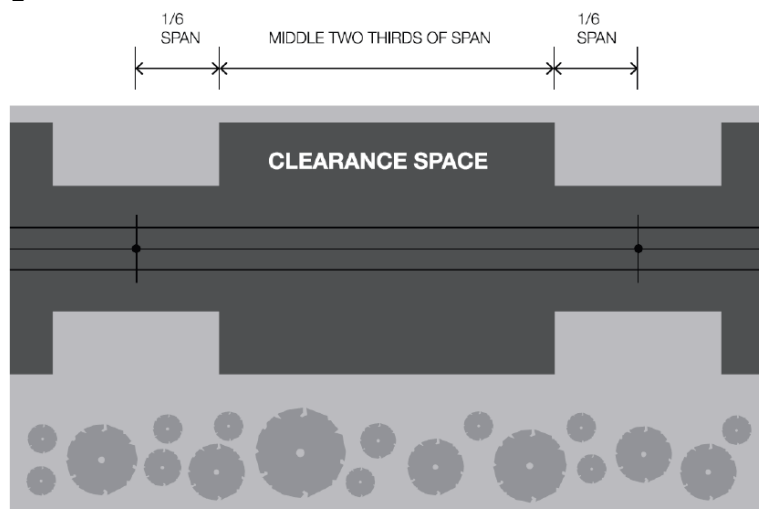 1/6
SPAN
MIDDLE TWO THIRDS OF SPAN
1/6
SPAN
CLEARANCE SPACE